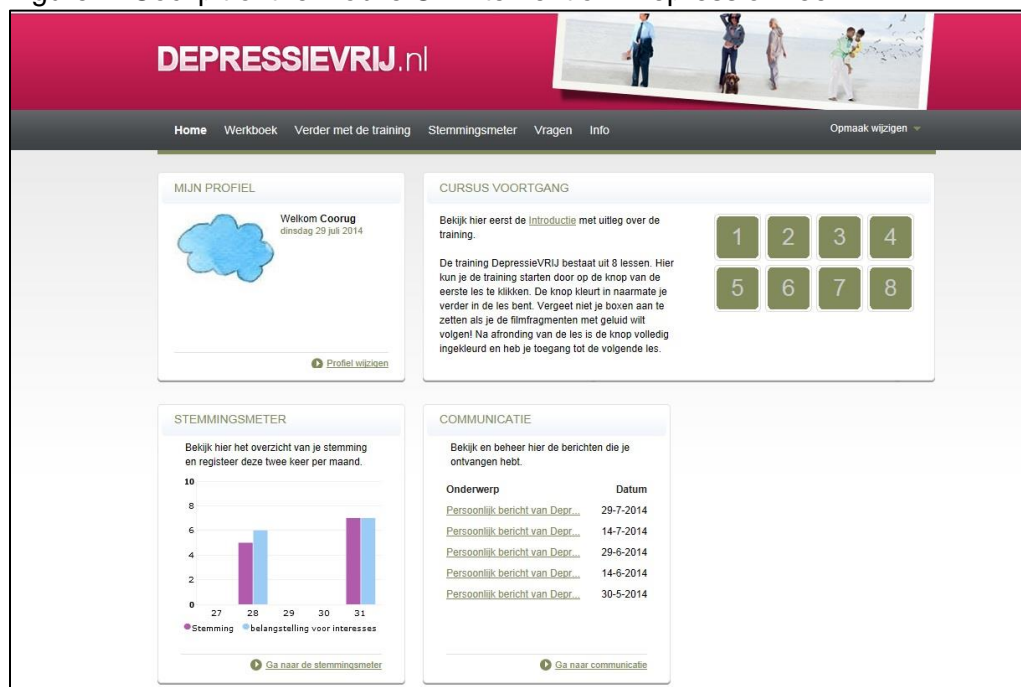 DEPRESSIEVRIJ.nl
Home Werkboek Verder met de training Stemmingsmeter Vragen Info Opmaak wijzigen
MIJN PROFIEL
Welkom Coorug
dinsdag 29 juli 2014
Profiel wijzigen
CURSUS VOORTGANG
Bekijk hier eerst de Introductie met uitleg over de
training.
De training DepressieVRIJ bestaat uit 8 lessen. Hier
kun je de training starten door op de knop van de
eerste les te klikken. De knop kleurt in naarmate je
verder in de les bent. Vergeet niet je boxen aan te
zetten als je de filmfragmenten met geluid wilt
volgen! Na afronding van de les is de knop volledig
ingekleurd en heb je toegang tot de volgende les.
1 2 3 4
5 6 7 8
STEMMINGSMETER
Bekijk hier het overzicht van je stemming
en registeer deze twee keer per maand.
10
8
6
4
2
0
27 28 29 30 31
Stemming belangstelling voor interesses
Ga naar de stemmingsmeter
COMMUNICATIE
Bekijk en beheer hier de berichten die je
ontvangen hebt.
Onderwerp Datum
Persoonlijk bericht van Depr... 29-7-2014
Persoonlijk bericht van Depr... 14-7-2014
Persoonlijk bericht van Depr... 29-6-2014
Persoonlijk bericht van Depr... 14-6-2014
Persoonlijk bericht van Depr... 30-5-2014
Ga naar communicatie